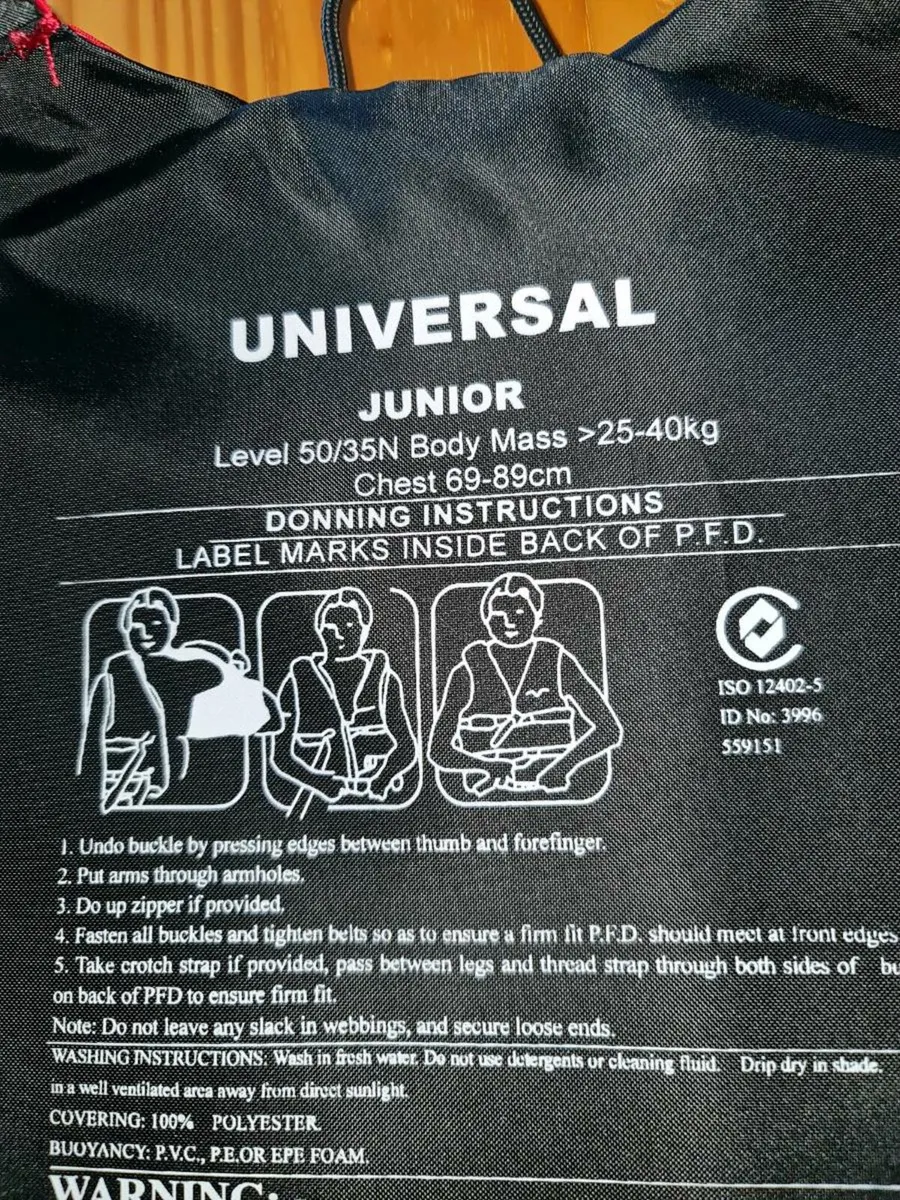 UNIVERSAL
JUNIOR
Level 50/35N Body Mass >25-40kg
Chest 69-89cm
DONNING INSTRUCTIONS
LABEL MARKS INSIDE BACK OF P.F.D.
ISO 12402-5
ID No: 3996
559151
1. Undo buckle by pressing edges between thumb and forefinger.
2. Put arms through armholes.
3. Do up zipper if provided.
4. Fasten all buckles and tighten belts so as to ensure a firm fit P.F.D. should meet at front edges
5. Take crotch strap if provided, pass between legs and thread strap through both sides of
on back of PFD to ensure firm fit.
Note: Do not leave any slack in webbings, and secure loose ends.
WASHING INSTRUCTIONS. Wash in fresh water. Do not use detergents or cleaning fluid. Drip dry in shade.
in a well ventilated area away from direct sunlight.
COVERING: 100% POLYESTER
BUOYANCY: P.V.C., P.E.OR EPE FOAM.
WARNING: